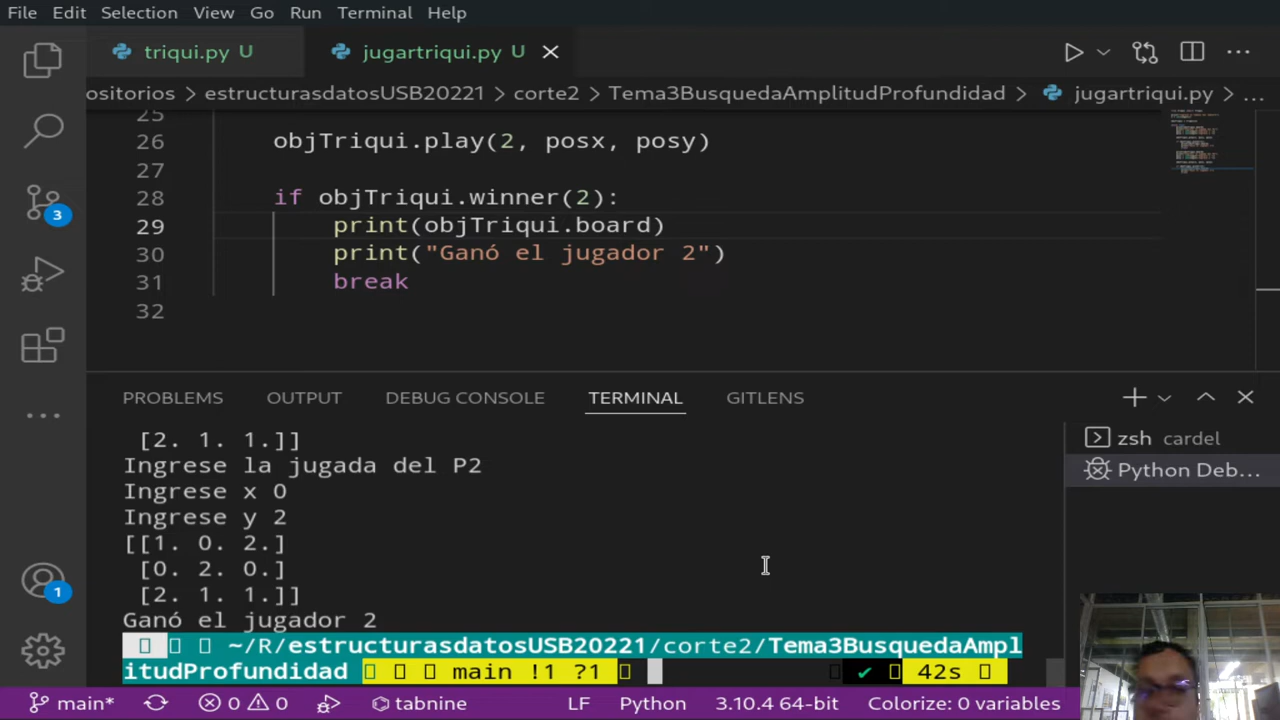 File Edit Selection View Go Run Terminal Help
triqui.py U jugartriqui.py U
ositorios > estructurasdatosUSB20221 > corte2 > Tema3BusquedaAmplitudProfundidad > jugartriqui.py > ...
25
26 objTriqui.play(2, posx, posy)
27
28 if objTriqui.winner(2):
29 print(objTriqui.board)
30 print("Ganó el jugador 2")
31 break
32
PROBLEMS OUTPUT DEBUG CONSOLE TERMINAL GITLENS
[2. 1. 1.]]
Ingrese la jugada del P2
Ingrese x 0
Ingrese y 2
[[1. 0. 2.]
[0. 2. 0.]
[2. 1. 1.]]
Ganó el jugador 2
~/R/estructurasdatosUSB20221/corte2/Tema3BusquedaAmpl
itudProfundidad main !1 ?1 ✔ 42s
zsh cardel
Python Deb...
3
1
main* 0 0 tabnine LF Python 3.10.4 64-bit Colorize: 0 variables